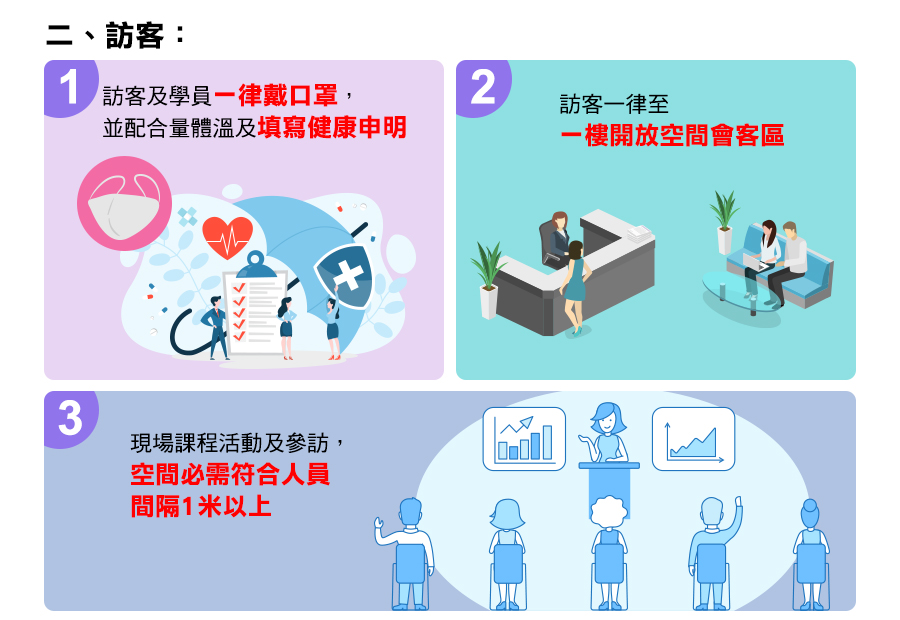 二、訪客：
1
訪客及學員一律戴口罩，
並配合量體溫及填寫健康申明
2
訪客一律至
一樓開放空間會客區
3
現場課程活動及參訪，
空間必需符合人員
間隔1米以上